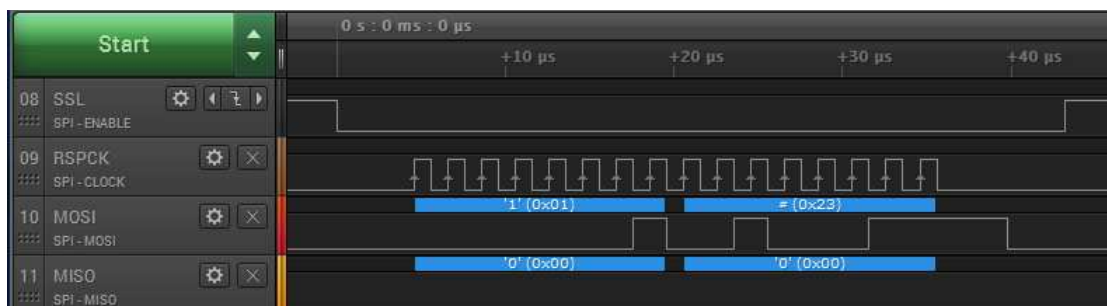 Start
0 s : 0 ms : 0 µs
+10 µs +20 µs +30 µs +40 µs
08 SSL
SPI - ENABLE
09 RSPCK
SPI - CLOCK
'1' (0x01) # (0x23)
10 MOSI
SPI - MOSI
'0' (0x00) '0' (0x00)
11 MISO
SPI - MISO